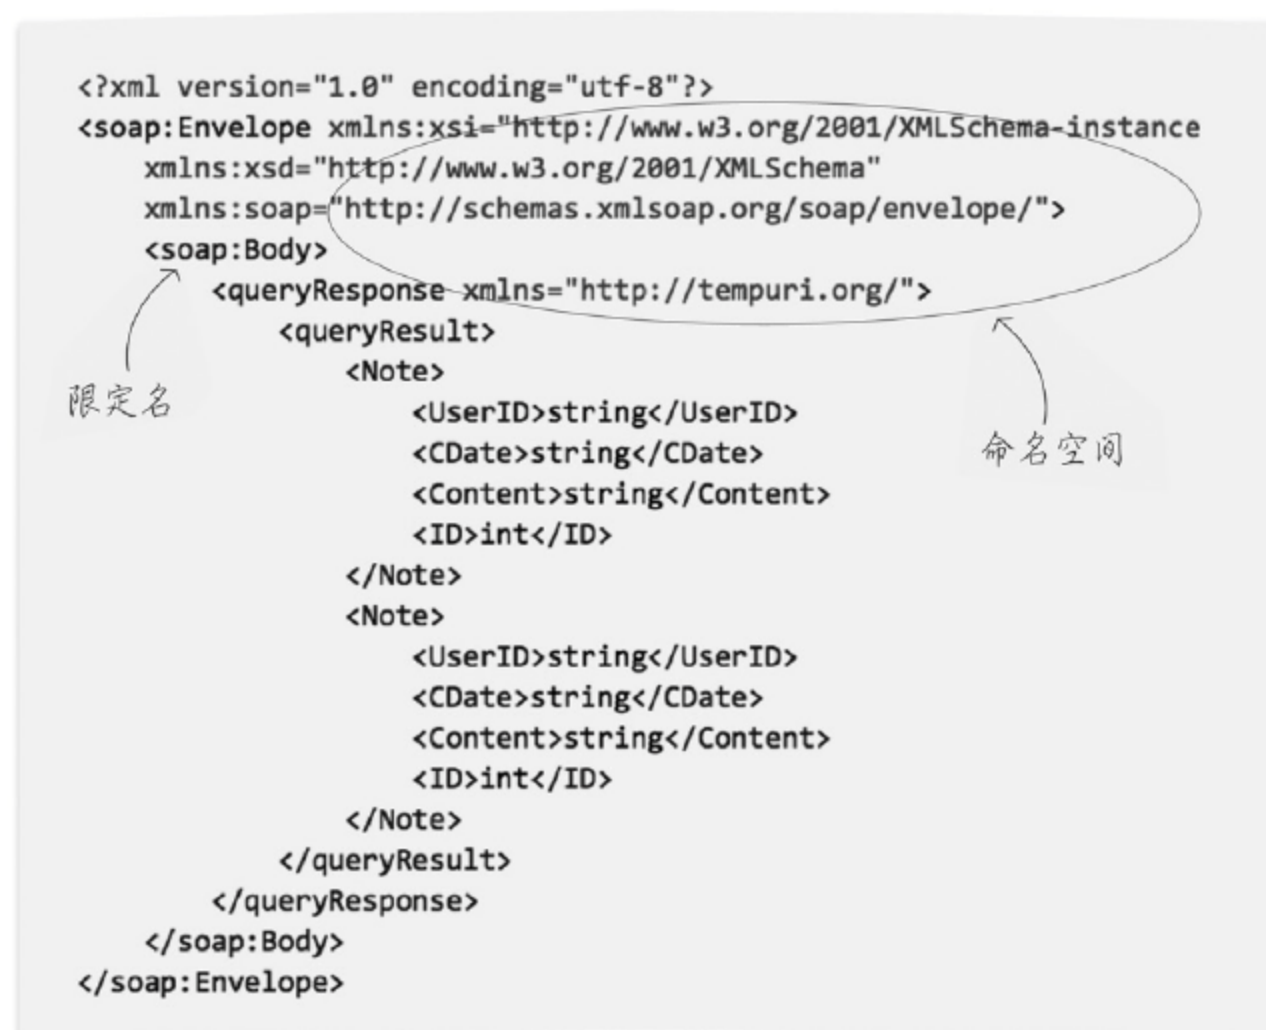 <?xml version="1.0" encoding="utf-8"?>
<soap:Envelope xmlns:xsi="http://www.w3.org/2001/XMLSchema-instance
    xmlns:xsd="http://www.w3.org/2001/XMLSchema"
    xmlns:soap="http://schemas.xmlsoap.org/soap/envelope/">
    <soap:Body>
        <queryResponse xmlns="http://tempuri.org/">
            <queryResult>
                <Note>
限定名
                    <UserID>string</UserID>
                    <CDate>string</CDate>
命名空间
                    <Content>string</Content>
                    <ID>int</ID>
                </Note>
                <Note>
                    <UserID>string</UserID>
                    <CDate>string</CDate>
                    <Content>string</Content>
                    <ID>int</ID>
                </Note>
            </queryResult>
        </queryResponse>
    </soap:Body>
</soap:Envelope>